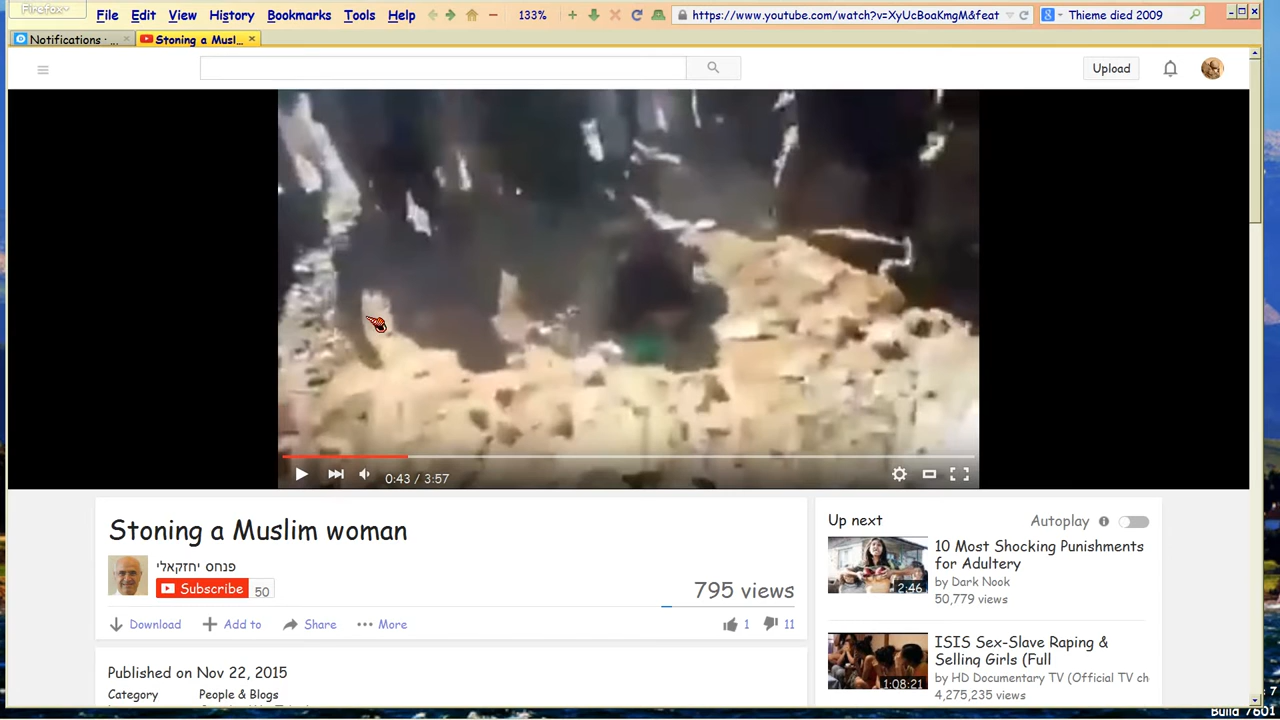 Firefox
File Edit View History Bookmarks Tools Help 133% https://www.youtube.com/watch?v=XyUcBoaKmgM&feat Thieme died 2009
Notifications · ... Stoning a Musl...
Upload
0:43 / 3:57
Stoning a Muslim woman
פנחס יחזקאלי
Subscribe 50
795 views
Download Add to Share More 1 11
Published on Nov 22, 2015
Category People & Blogs
Up next Autoplay
10 Most Shocking Punishments
for Adultery
by Dark Nook
50,779 views
2:46
ISIS Sex-Slave Raping &
Selling Girls (Full
by HD Documentary TV (Official TV ch
4,275,235 views
1:08:21
: 7
Build 7601